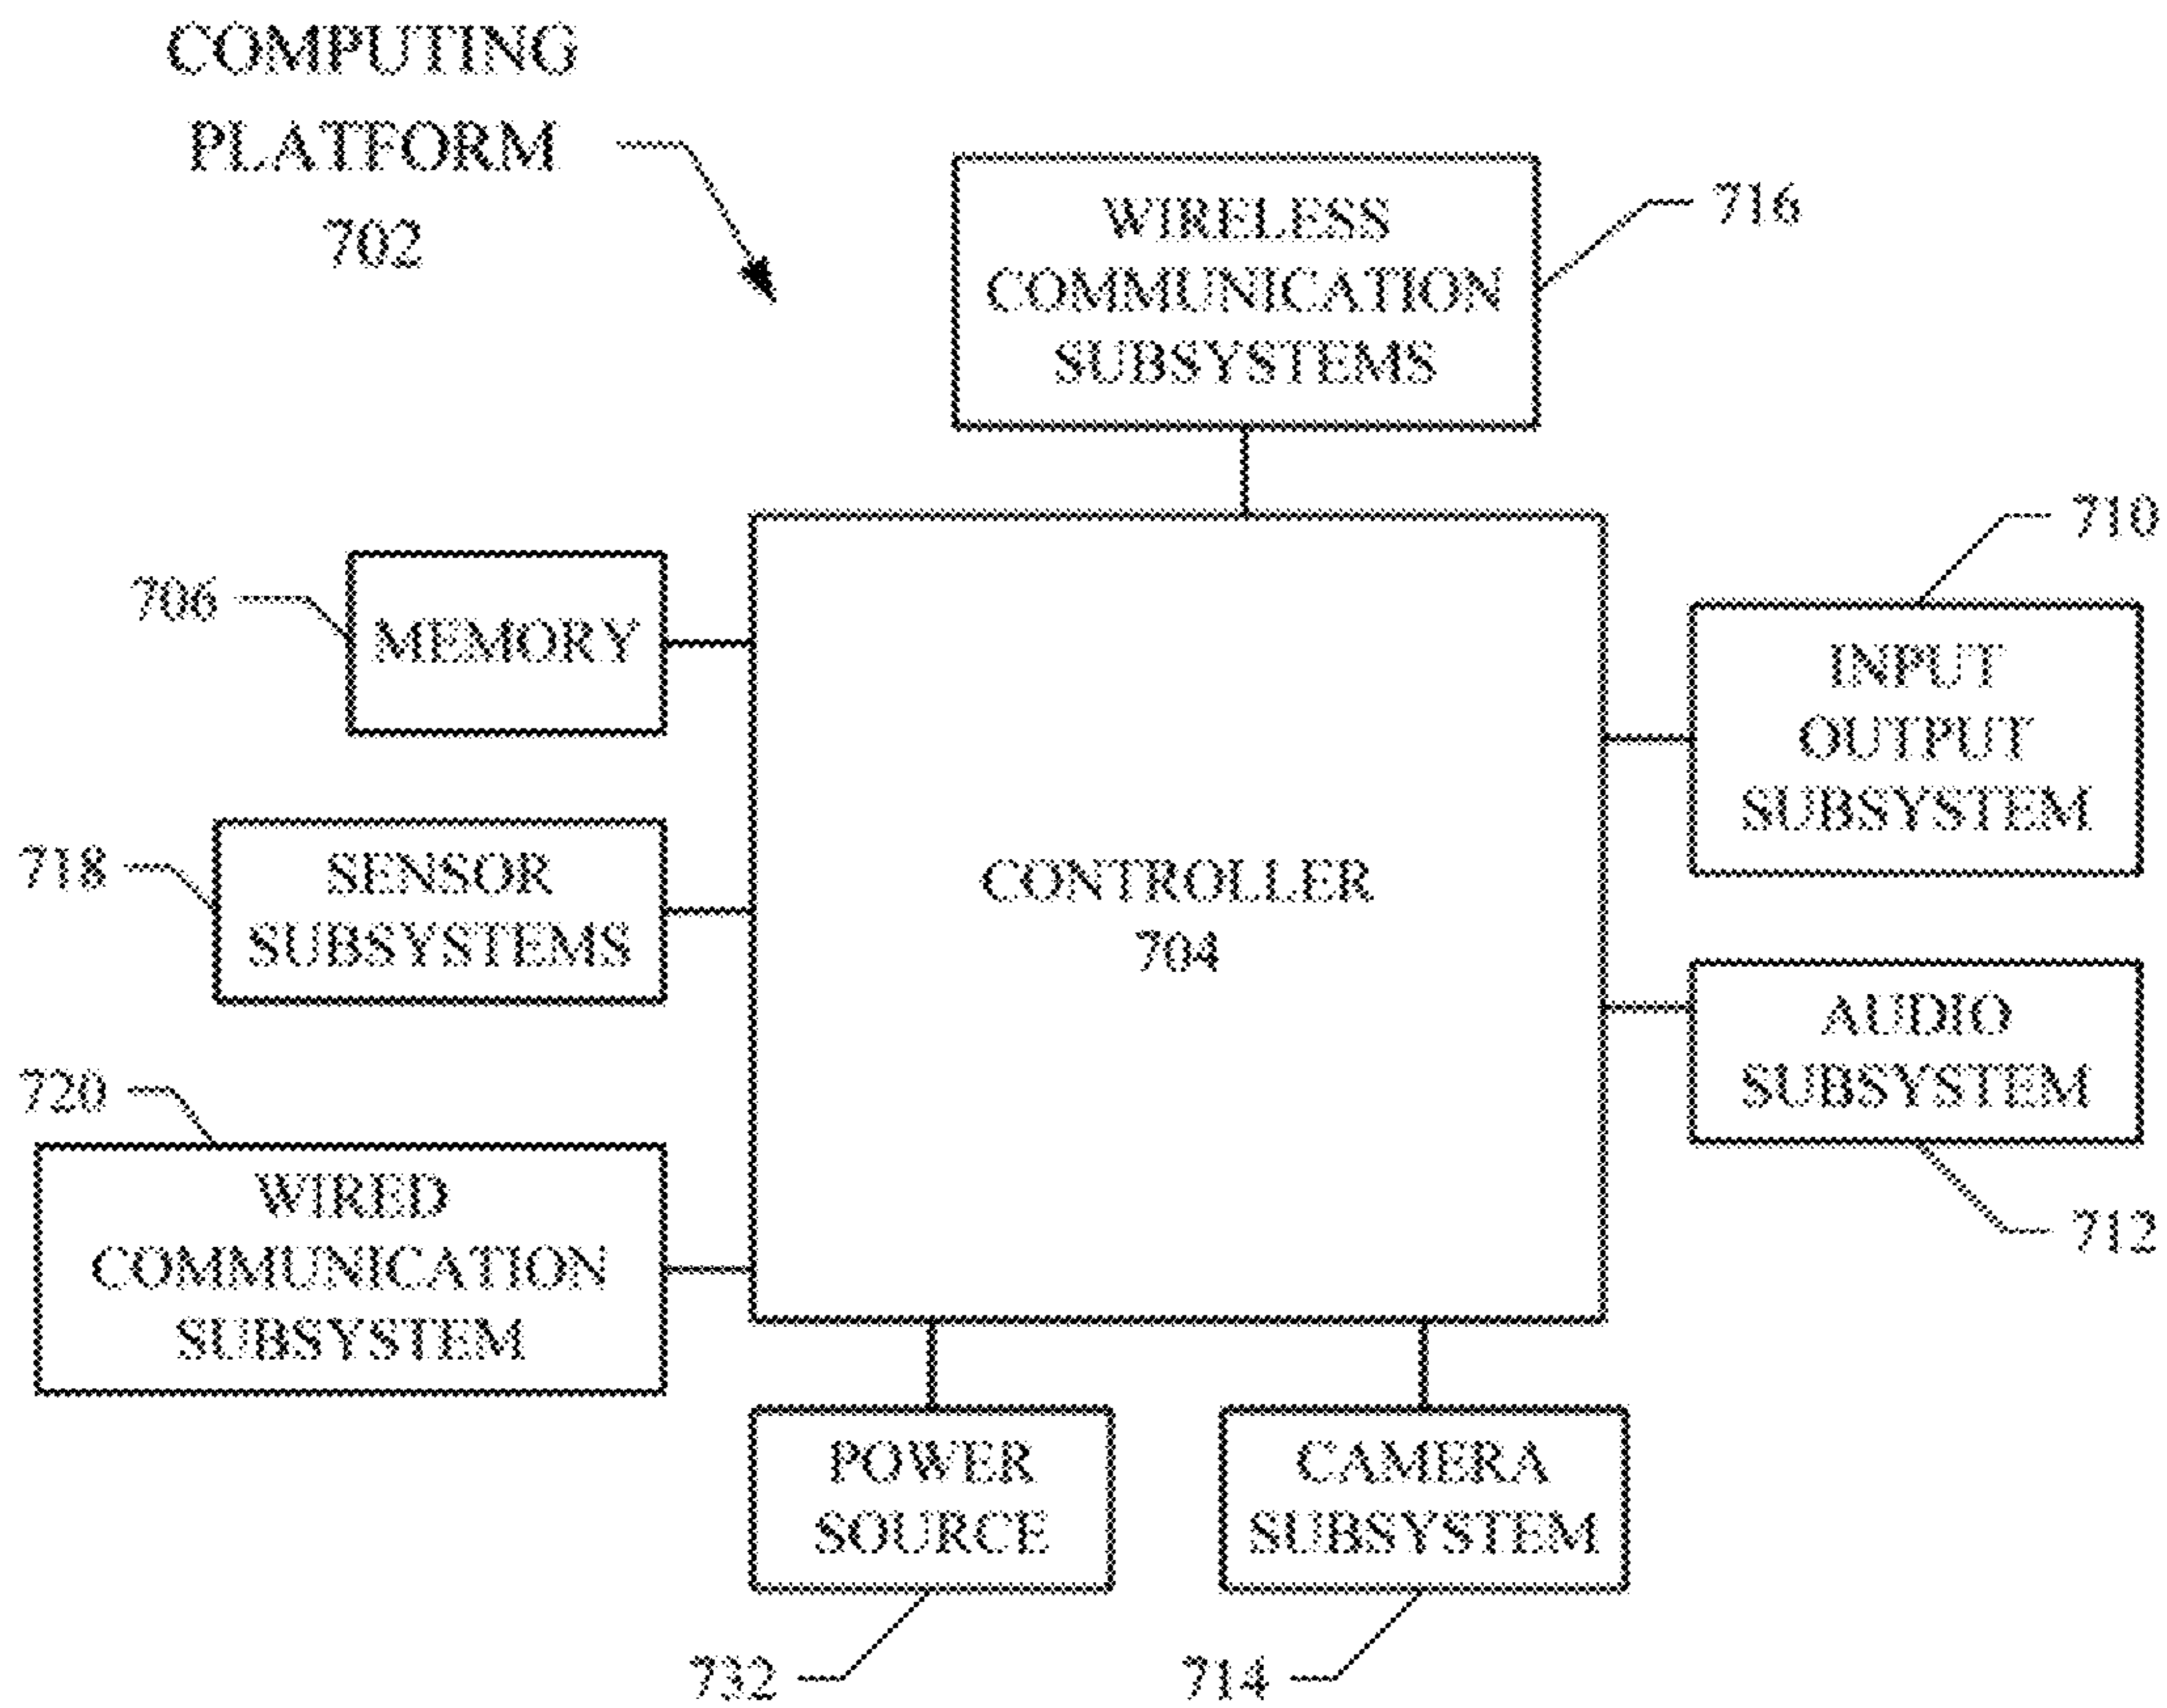 COMPUTING
PLATFORM
702
WIRELESS
COMMUNICATION
SUBSYSTEMS
716
706
MEMORY
710
INPUT
OUTPUT
SUBSYSTEM
718
SENSOR
SUBSYSTEMS
CONTROLLER
704
AUDIO
SUBSYSTEM
712
720
WIRED
COMMUNICATION
SUBSYSTEM
POWER
SOURCE
732
CAMERA
SUBSYSTEM
714